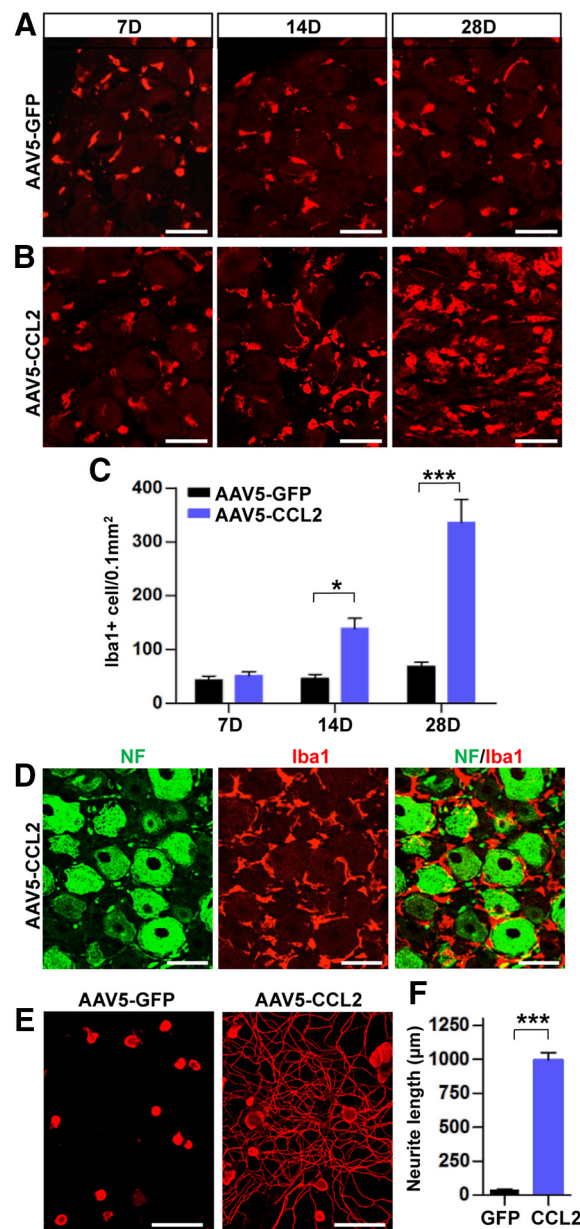 A
7D 14D 28D
AAV5-GFP
B
AAV5-CCL2
C
400
300
200
100
0
Iba1+ cell/0.1mm²
AAV5-GFP
AAV5-CCL2
*
***
7D 14D 28D
NF Iba1 NF/Iba1
D
AAV5-CCL2
AAV5-GFP AAV5-CCL2
E
F
***
1250
1000
750
500
250
0
Neurite length (µm)
GFP CCL2